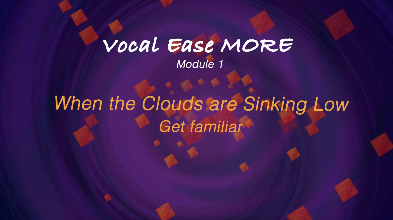 Vocal Ease MORE
Module 1
When the Clouds are Sinking Low
Get familiar